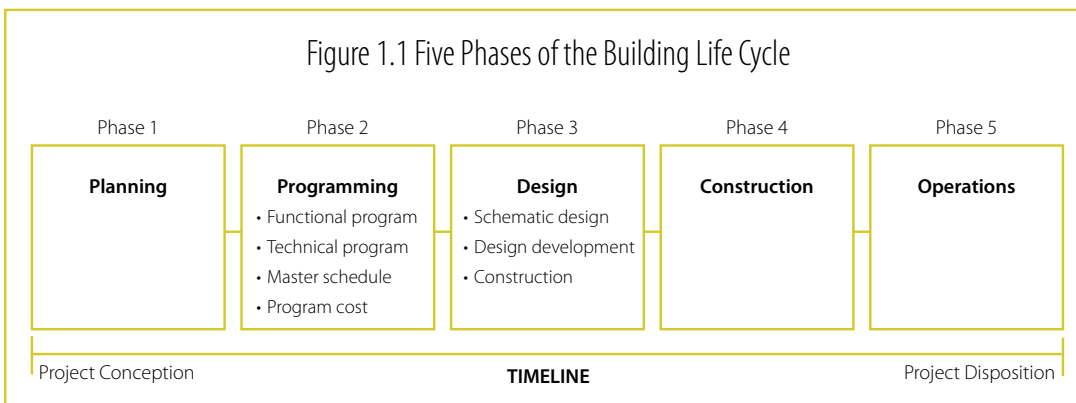 Figure 1.1 Five Phases of the Building Life Cycle
Phase 1
Phase 2
Phase 3
Phase 4
Phase 5
Planning
Programming
• Functional program
• Technical program
• Master schedule
• Program cost
Design
• Schematic design
• Design development
• Construction
Construction
Operations
Project Conception
TIMELINE
Project Disposition